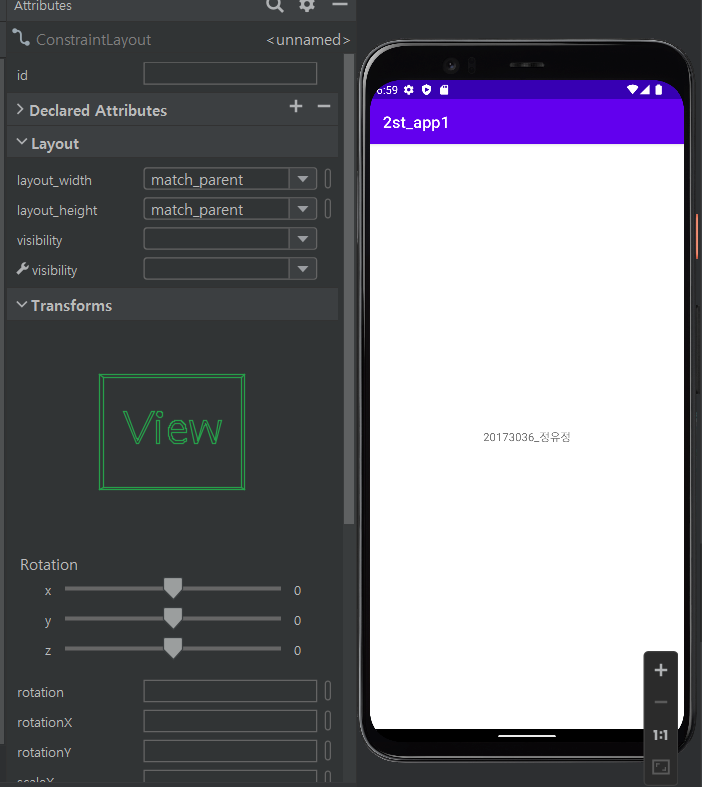 Attributes
ConstraintLayout
<unnamed>
id
Declared Attributes
Layout
layout_width
match_parent
layout_height
match_parent
visibility
visibility
Transforms
View
Rotation
x
0
y
0
z
0
rotation
rotationX
rotationY
scaleX
6:59
2st_app1
20173036_정유정
1:1